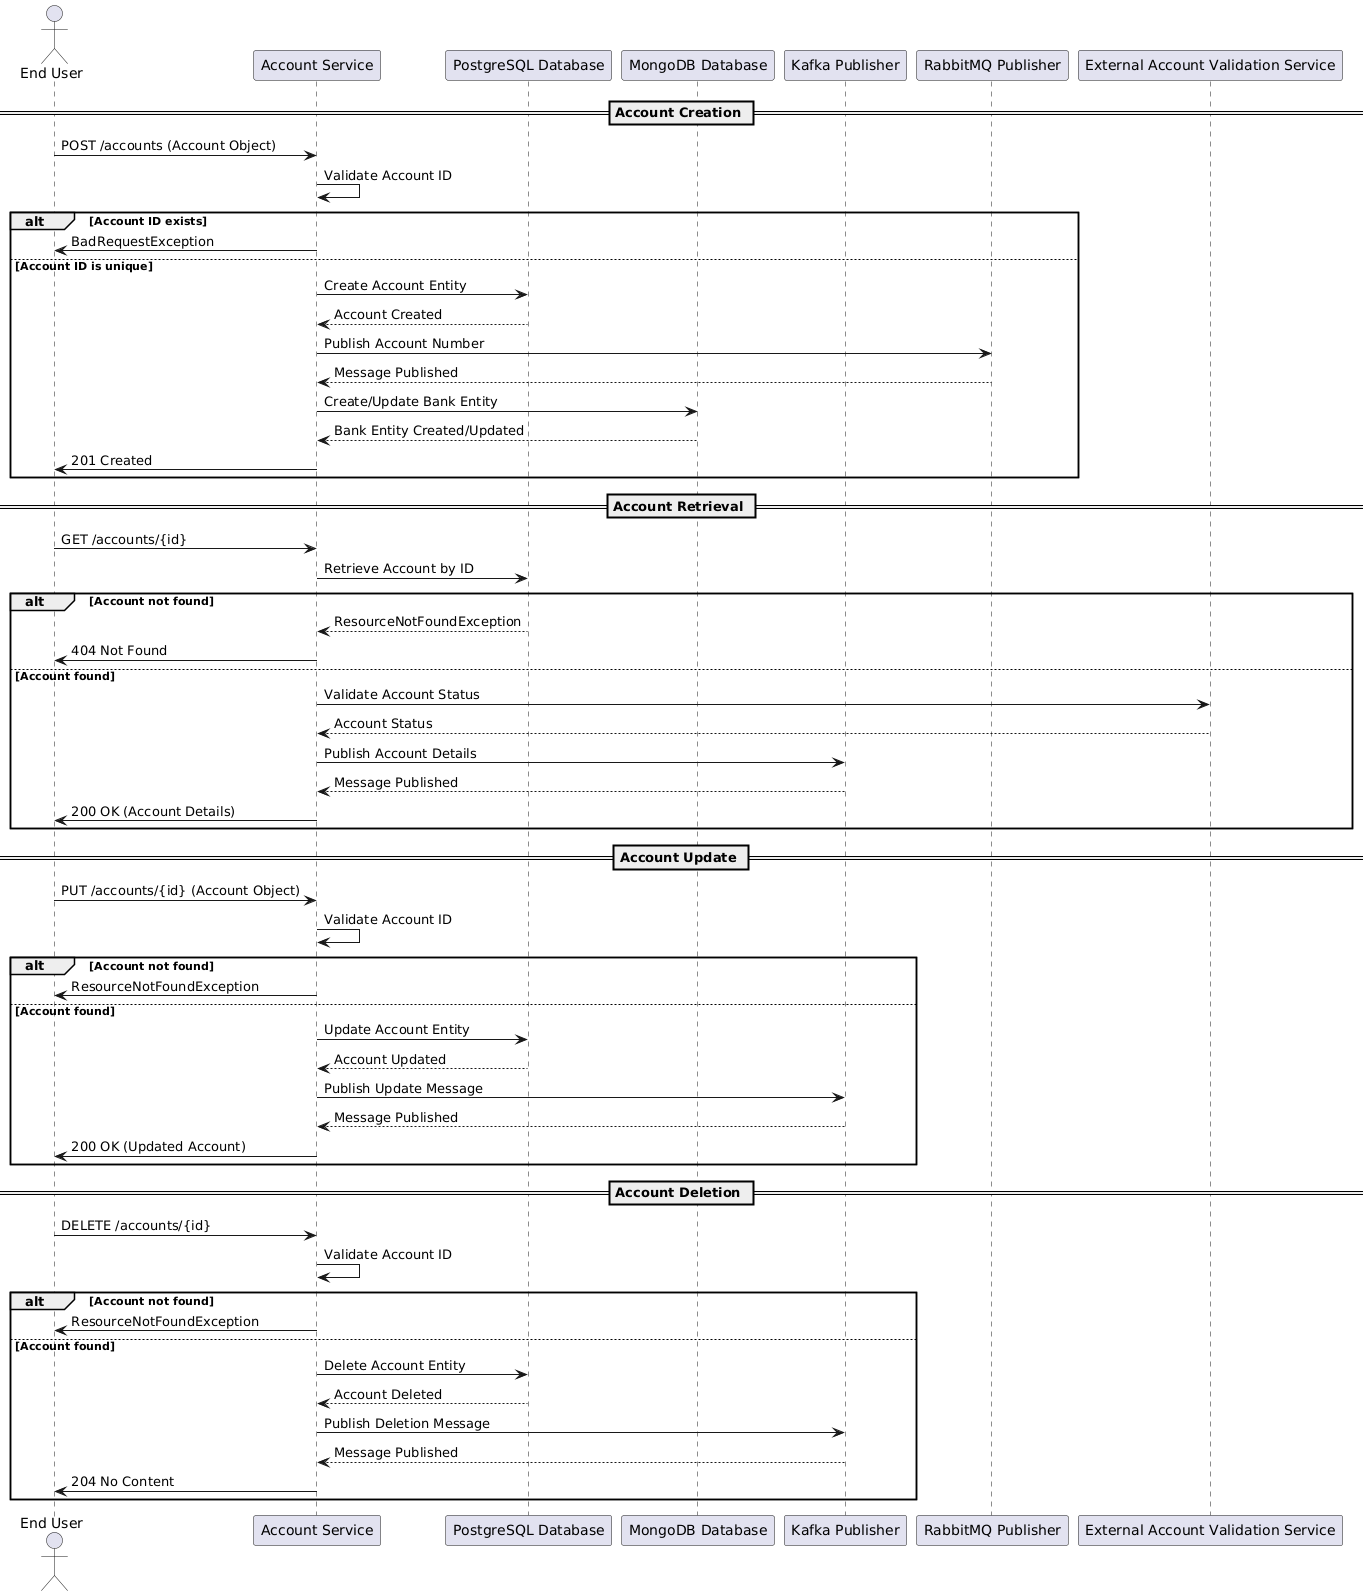 End User
Account Service
PostgreSQL Database
MongoDB Database
Kafka Publisher
RabbitMQ Publisher
External Account Validation Service
Account Creation
POST /accounts (Account Object)
Validate Account ID
alt [Account ID exists]
BadRequestException
[Account ID is unique]
Create Account Entity
Account Created
Publish Account Number
Message Published
Create/Update Bank Entity
Bank Entity Created/Updated
201 Created
Account Retrieval
GET /accounts/{id}
Retrieve Account by ID
alt [Account not found]
ResourceNotFoundException
404 Not Found
[Account found]
Validate Account Status
Account Status
Publish Account Details
Message Published
200 OK (Account Details)
Account Update
PUT /accounts/{id} (Account Object)
Validate Account ID
alt [Account not found]
ResourceNotFoundException
[Account found]
Update Account Entity
Account Updated
Publish Update Message
Message Published
200 OK (Updated Account)
Account Deletion
DELETE /accounts/{id}
Validate Account ID
alt [Account not found]
ResourceNotFoundException
[Account found]
Delete Account Entity
Account Deleted
Publish Deletion Message
Message Published
204 No Content
End User
Account Service
PostgreSQL Database
MongoDB Database
Kafka Publisher
RabbitMQ Publisher
External Account Validation Service